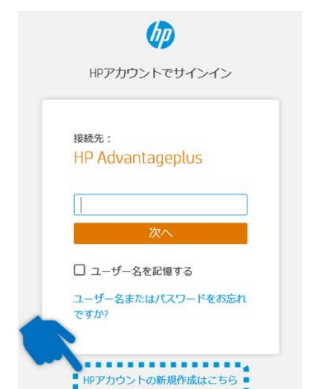 hp
HPアカウントでサインイン
接続先：
HP Advantageplus
次へ
ユーザー名を記憶する
ユーザー名またはパスワードをお忘れ
ですか?
HPアカウントの新規作成はこちら